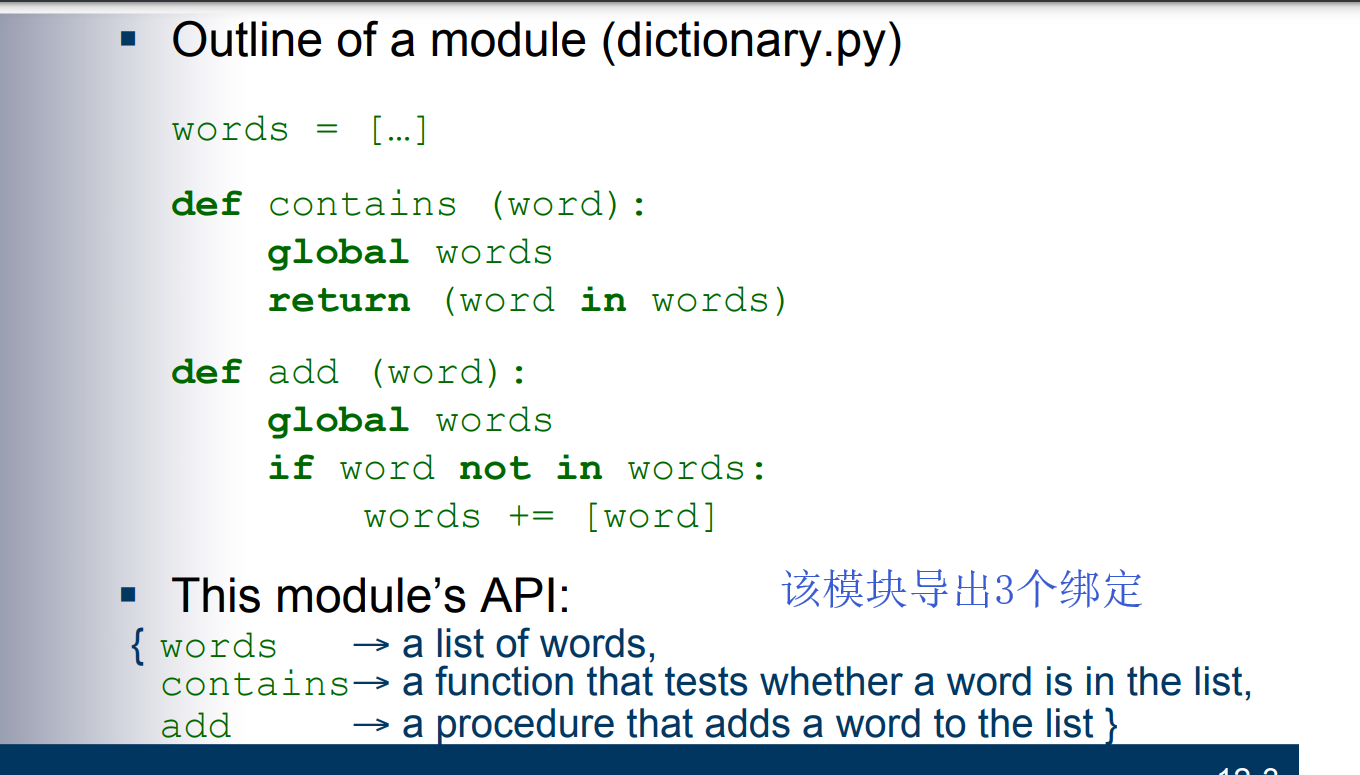 ▪ Outline of a module (dictionary.py)
words = […]
def contains (word):
global words
return (word in words)
def add (word):
global words
if word not in words:
words += [word]
▪ This module’s API:
该模块导出3个绑定
{ words → a list of words,
contains → a function that tests whether a word is in the list,
add → a procedure that adds a word to the list }